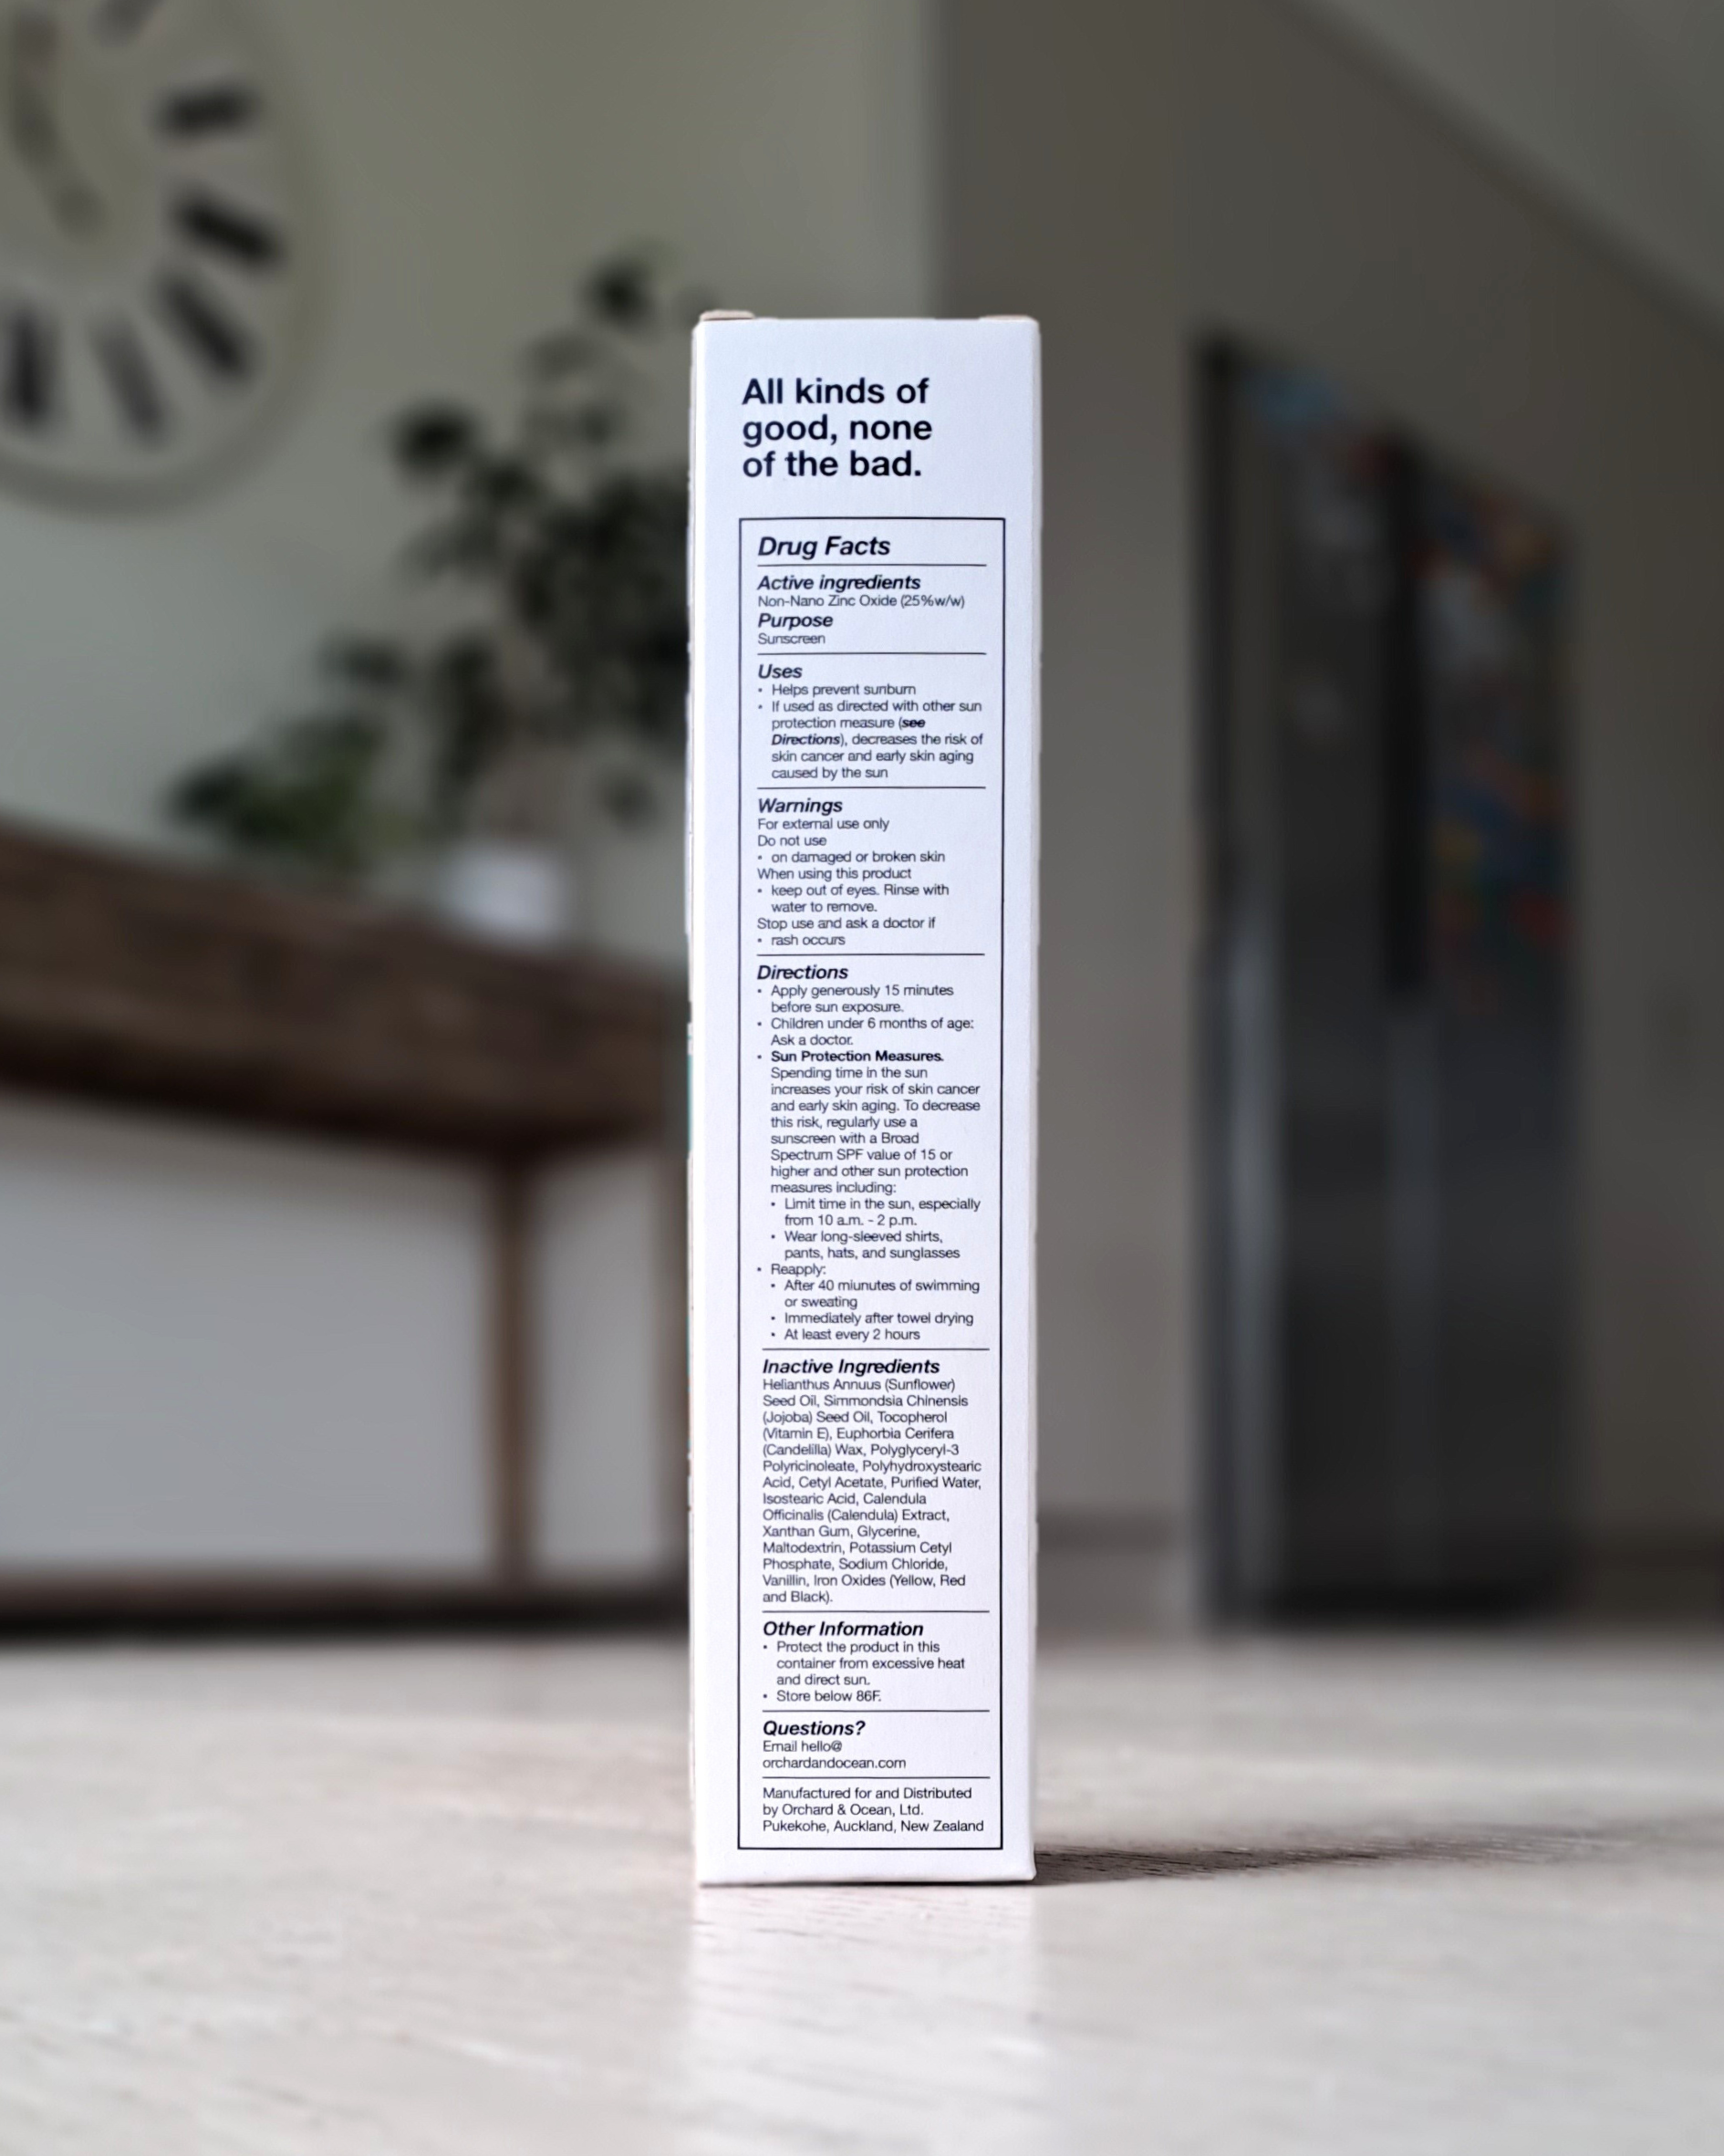 All kinds of
good, none
of the bad.
Drug Facts
Active ingredients
Non-Nano Zinc Oxide (25%w/w)
Purpose
Sunscreen
Uses
• Helps prevent sunburn
• If used as directed with other sun
protection measure (see
Directions), decreases the risk of
skin cancer and early skin aging
caused by the sun
Warnings
For external use only
Do not use
• on damaged or broken skin
When using this product
• keep out of eyes. Rinse with
water to remove.
Stop use and ask a doctor if
• rash occurs
Directions
• Apply generously 15 minutes
before sun exposure.
• Children under 6 months of age:
Ask a doctor.
• Sun Protection Measures.
Spending time in the sun
increases your risk of skin cancer
and early skin aging. To decrease
this risk, regularly use a
sunscreen with a Broad
Spectrum SPF value of 15 or
higher and other sun protection
measures including:
• Limit time in the sun, especially
from 10 a.m. - 2 p.m.
• Wear long-sleeved shirts,
pants, hats, and sunglasses
• Reapply:
• After 40 miunutes of swimming
or sweating
• Immediately after towel drying
• At least every 2 hours
Inactive Ingredients
Helianthus Annuus (Sunflower)
Seed Oil, Simmondsia Chinensis
(Jojoba) Seed Oil, Tocopherol
(Vitamin E), Euphorbia Cerifera
(Candelilla) Wax, Polyglyceryl-3
Polyricinoleate, Polyhydroxystearic
Acid, Cetyl Acetate, Purified Water,
Isostearic Acid, Calendula
Officinalis (Calendula) Extract,
Xanthan Gum, Glycerine,
Maltodextrin, Potassium Cetyl
Phosphate, Sodium Chloride,
Vanillin, Iron Oxides (Yellow, Red
and Black).
Other Information
• Protect the product in this
container from excessive heat
and direct sun.
• Store below 86F.
Questions?
Email hello@
orchardandocean.com
Manufactured for and Distributed
by Orchard & Ocean, Ltd.
Pukekohe, Auckland, New Zealand